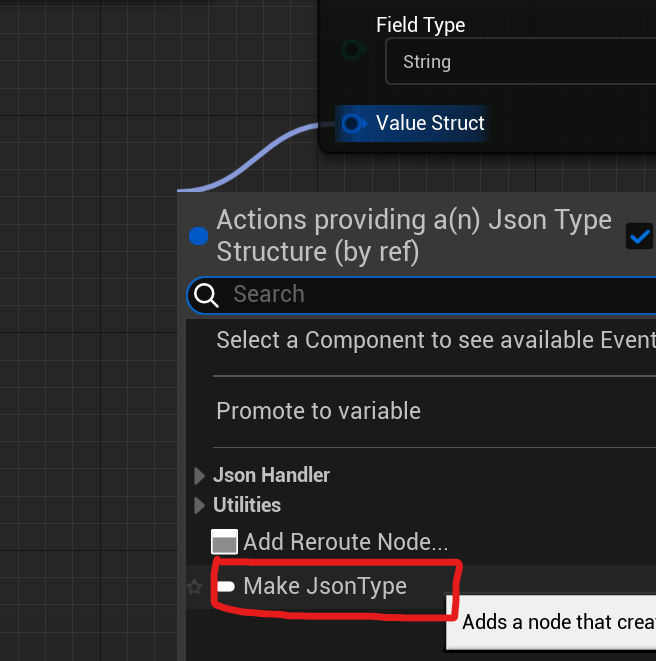 Field Type
String
Value Struct
Actions providing a(n) Json Type
Structure (by ref)
Search
Select a Component to see available Event
Promote to variable
Json Handler
Utilities
Add Reroute Node...
Make JsonType
Adds a node that crea